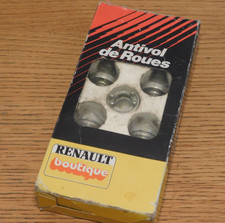 Antivol
de Roues
RENAULT
boutique